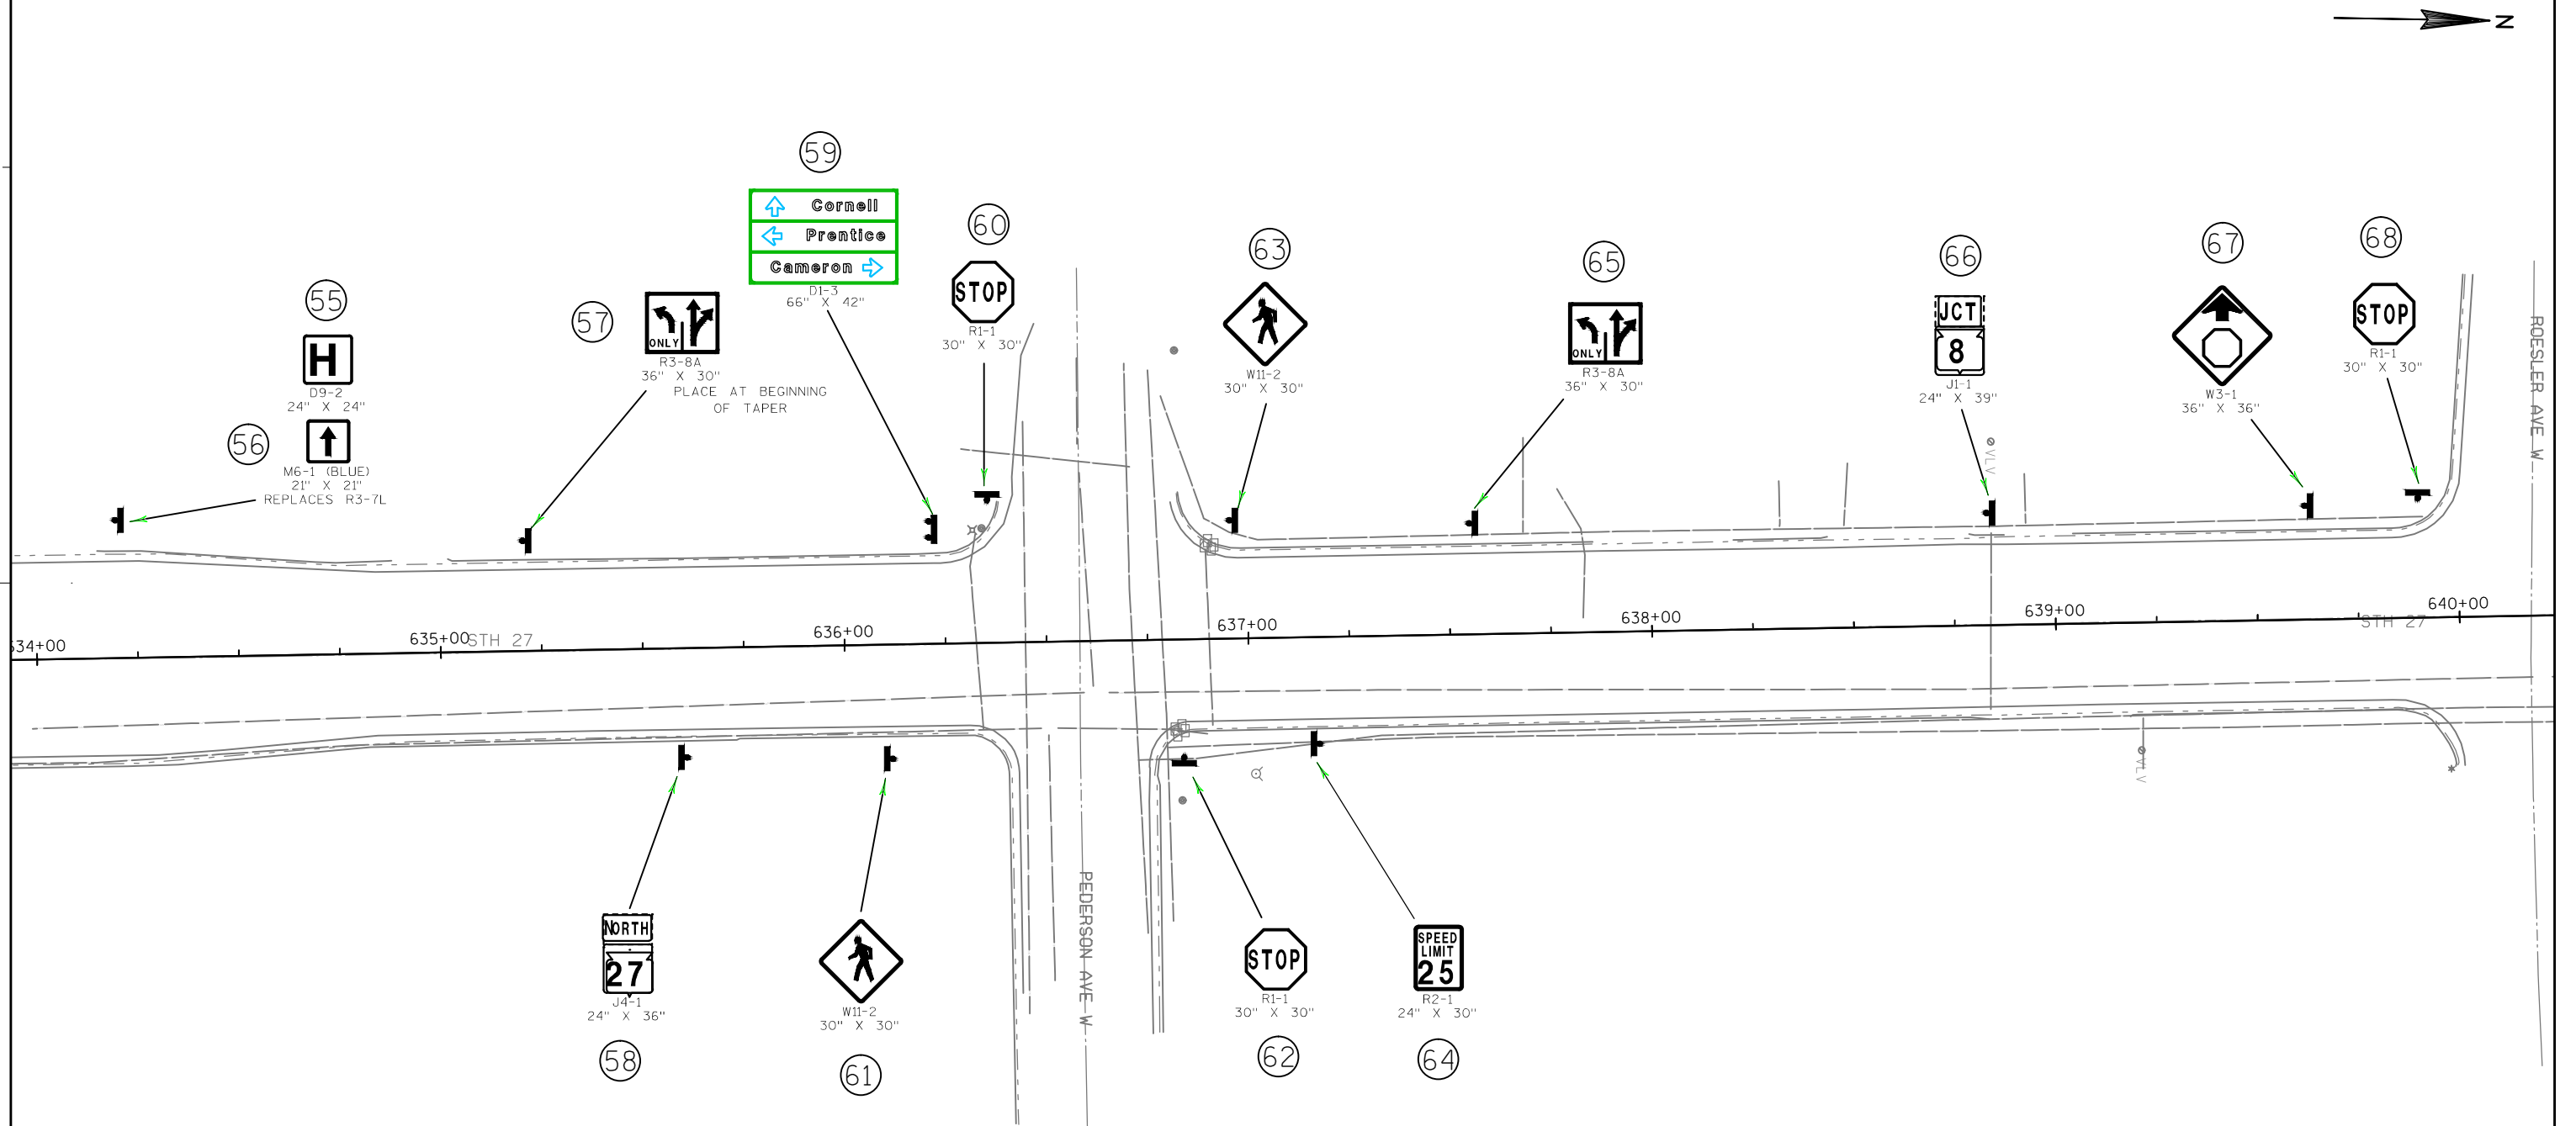 N
59
Cornell
Prentice
Cameron
D1-3
66" X 42"
60
STOP
R1-1
30" X 30"
63
W11-2
30" X 30"
65
ONLY
R3-8A
36" X 30"
66
JCT
8
J1-1
24" X 39"
67
W3-1
36" X 36"
68
STOP
R1-1
30" X 30"
ROESLER AVE W
55
H
D9-2
24" X 24"
56
M6-1 (BLUE)
21" X 21"
REPLACES R3-7L
57
ONLY
R3-8A
36" X 30"
PLACE AT BEGINNING
OF TAPER
VLV
634+00
635+00
STH 27
636+00
637+00
638+00
639+00
STH 27
640+00
VLV
PEDERSON AVE W
NORTH
27
J4-1
24" X 36"
58
W11-2
30" X 30"
61
STOP
R1-1
30" X 30"
62
SPEED
LIMIT
25
R2-1
24" X 30"
64